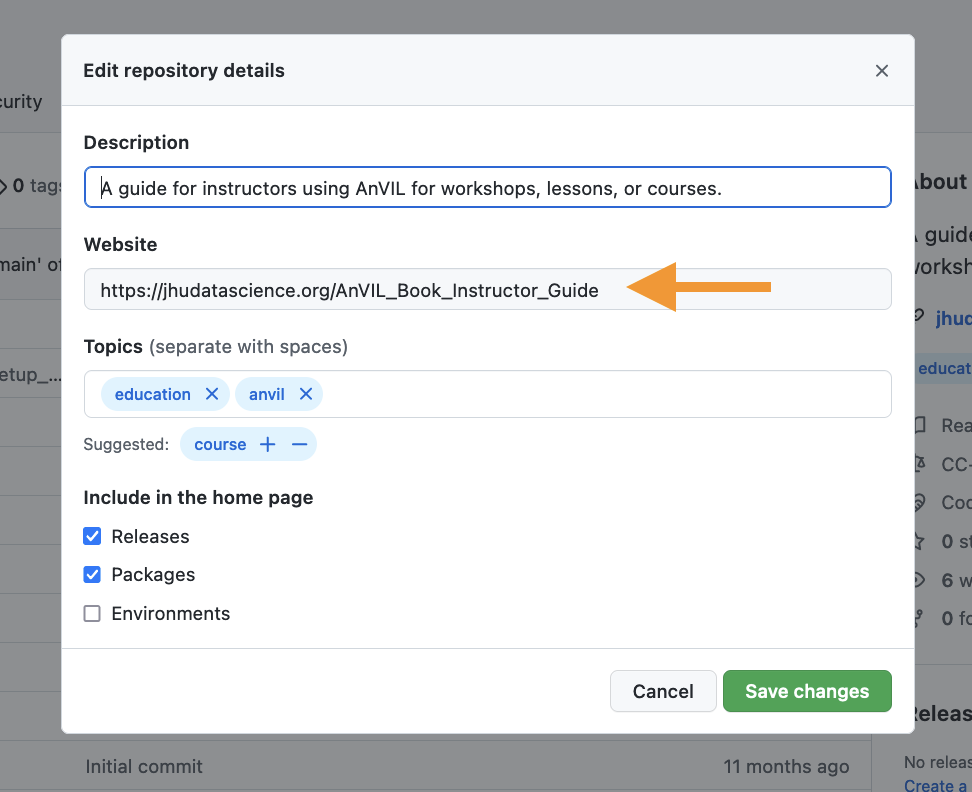 Edit repository details
Description
A guide for instructors using AnVIL for workshops, lessons, or courses.
Website
https://jhudatascience.org/AnVIL_Book_Instructor_Guide
Topics (separate with spaces)
education
anvil
Suggested: course
Include in the home page
Releases
Packages
Environments
Cancel
Save changes
curity
0 tags
main' of
etup_...
Initial commit
11 months ago
About
A guide
worksh
jhud
educat
Rea
CC-
Cod
0 st
6 w
0 fo
Releas
No releas
Create a